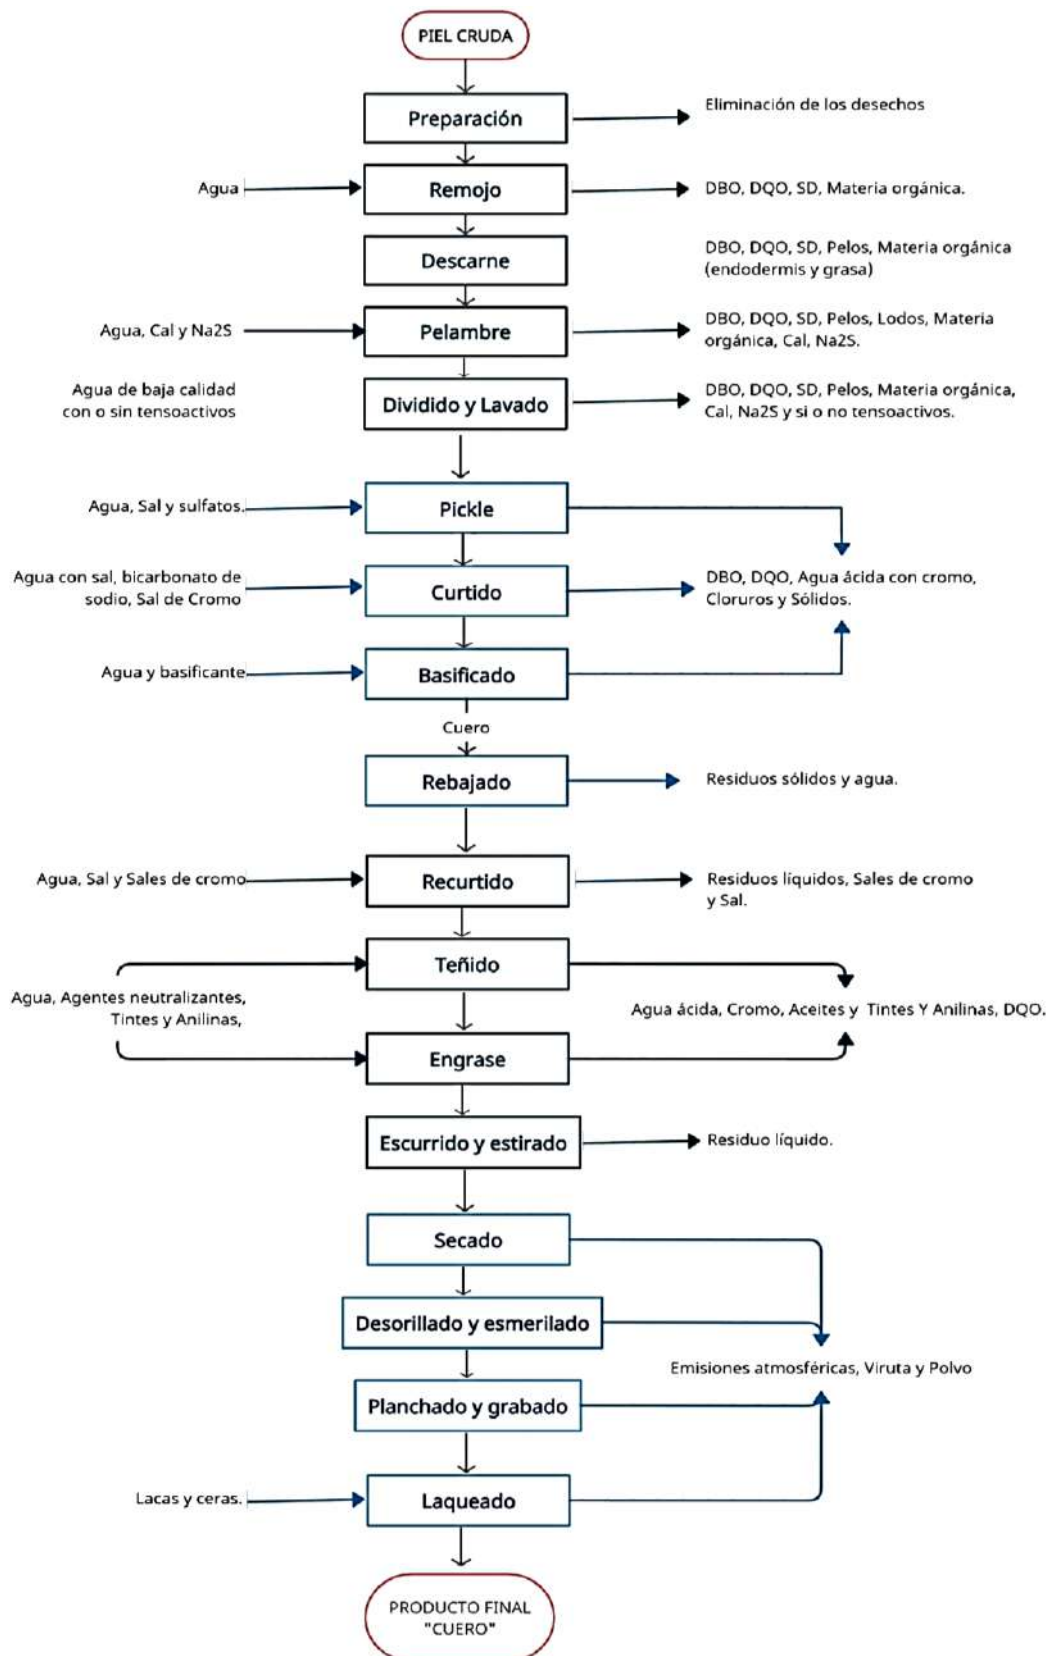 PIEL CRUDA
Preparación
Eliminación de los desechos
Agua
Remojo
DBO, DQO, SD, Materia orgánica.
Descarne
DBO, DQO, SD, Pelos, Materia orgánica
(endodermis y grasa)
Agua, Cal y Na2S
Pelambre
DBO, DQO, SD, Pelos, Lodos, Materia
orgánica, Cal, Na2S.
Agua de baja calidad
con o sin tensoactivos
Dividido y Lavado
DBO, DQO, SD, Pelos, Materia orgánica,
Cal, Na2S y si o no tensoactivos.
Agua, Sal y sulfatos.
Pickle
Agua con sal, bicarbonato de
sodio, Sal de Cromo
Curtido
DBO, DQO, Agua ácida con cromo,
Cloruros y Sólidos.
Agua y basificante
Basificado
Cuero
Rebajado
Residuos sólidos y agua.
Agua, Sal y Sales de cromo
Recurtido
Residuos líquidos, Sales de cromo
y Sal.
Teñido
Agua, Agentes neutralizantes,
Tintes y Anilinas,
Agua ácida, Cromo, Aceites y Tintes Y Anilinas, DQO.
Engrase
Escurrido y estirado
Residuo líquido.
Secado
Desorillado y esmerilado
Emisiones atmosféricas, Viruta y Polvo
Planchado y grabado
Lacas y ceras.
Laqueado
PRODUCTO FINAL
"CUERO"